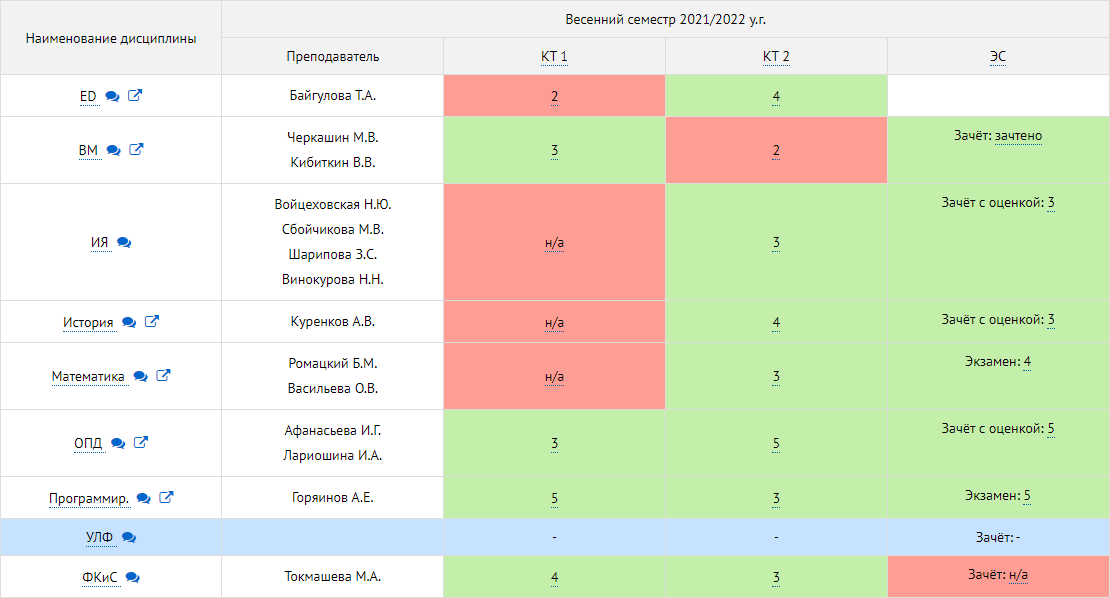 Наименование дисциплины
Весенний семестр 2021/2022 у.г.
Преподаватель
КТ 1
КТ 2
ЭС
ED
Байгулова Т.А.
2
4
ВМ
Черкашин М.В.
Кибиткин В.В.
3
2
Зачёт: зачтено
ИЯ
Войцеховская Н.Ю.
Сбойчикова М.В.
Шарипова З.С.
Винокурова Н.Н.
н/а
3
Зачёт с оценкой: 3
История
Куренков А.В.
н/а
4
Зачёт с оценкой: 3
Математика
Ромацкий Б.М.
Васильева О.В.
н/а
3
Экзамен: 4
ОПД
Афанасьева И.Г.
Лариошина И.А.
3
5
Зачёт с оценкой: 5
Программир.
Горяинов А.Е.
5
3
Экзамен: 5
УЛФ
-
-
Зачёт: -
ФКиС
Токмашева М.А.
4
3
Зачёт: н/а